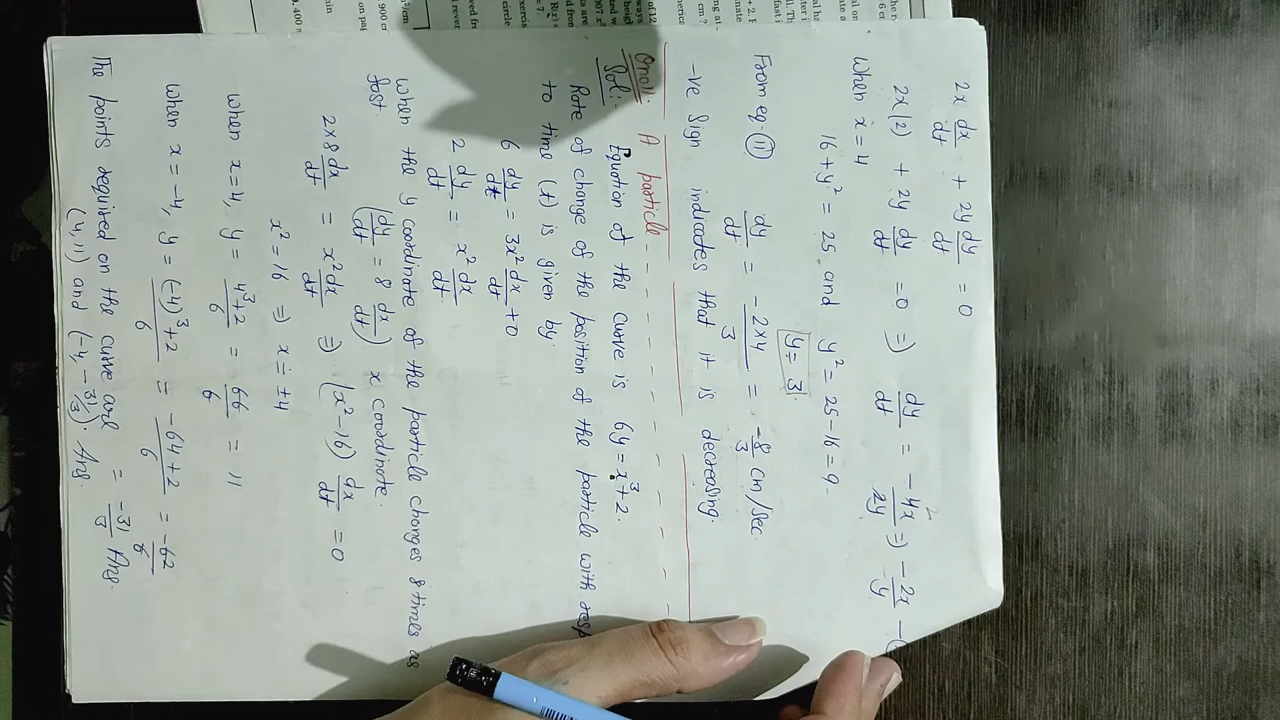 2x dx/dt + 2y dy/dt = 0
2x(2) + 2y dy/dt = 0 ⇒ dy/dt = -4x/2y ⇒ -2x/y
When x = 4
16 + y² = 25 and y² = 25 - 16 = 9
y = 3
From eq. (11) dy/dt = -2×4/3 = -8/3 cm/sec.
-ve sign indicates that it is decreasing.
Qno11: A particle
Sol: Equation of the curve is 6y = x³ + 2.
Rate of change of the position of the particle with resp
to time (t) is given by
6 dy/dt = 3x² dx/dt + 0
2 dy/dt = x² dx/dt
When the y coordinate of the particle changes 8 times as
fast (dy/dt = 8 dx/dt) x coordinate.
2×8 dx/dt = x² dx/dt ⇒ (x² - 16) dx/dt = 0
x² = 16 ⇒ x = ±4
When x = 4, y = 4³+2/6 = 66/6 = 11
When x = -4, y = (-4)³+2/6 = -64+2/6 = -62/6
= -31/3 Ans.
The points required on the curve are
(4, 11) and (-4, -31/3). Ans.